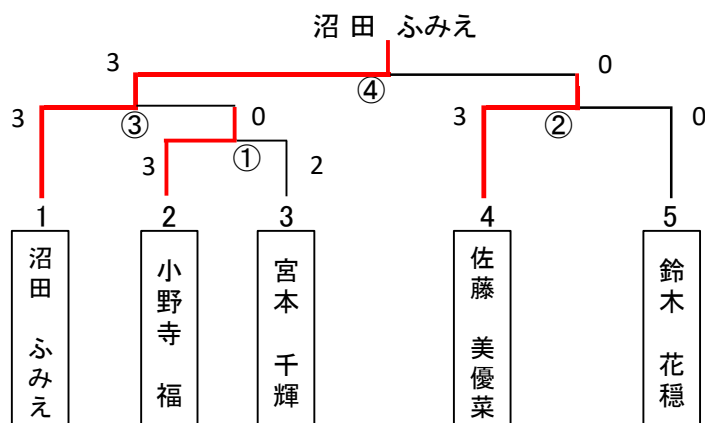 沼田 ふみえ
3 0
④
3 0 3 0
③ ②
①
3 2
1 2 3 4 5
沼田 ふみえ
小野寺 福
宮本 千輝
佐藤 美優菜
鈴木 花穏